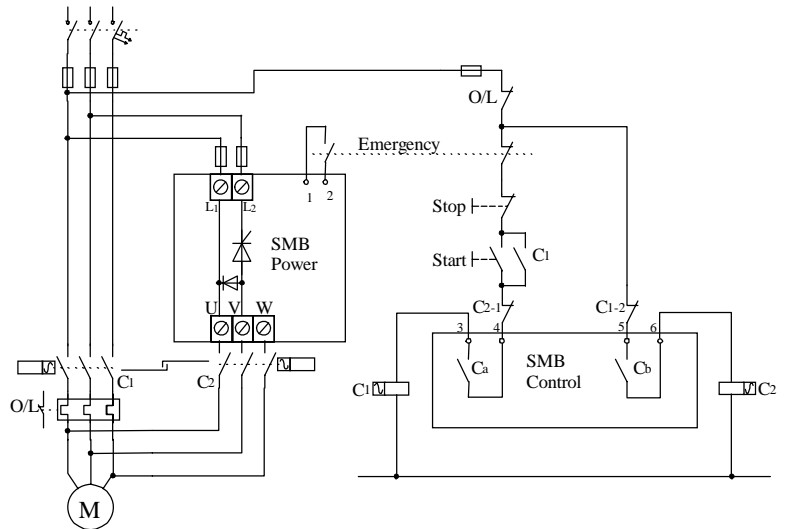 O/L
Emergency
1 2
L1 L2
Stop
SMB
Power
Start
C1
U V W
C2-1
C1-2
3 4 5 6
C1
C2
Ca
SMB
Control
Cb
C1
C2
O/L
M